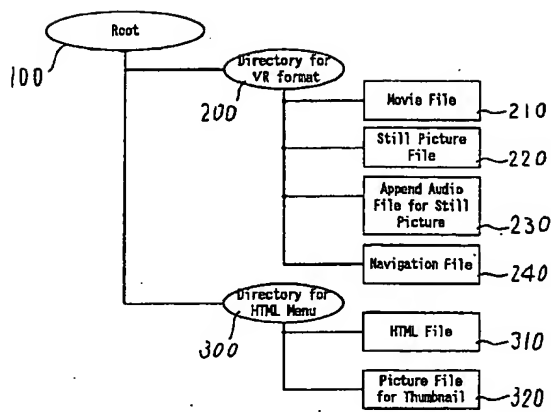 Root
100
Directory for
VR format
200
Movie File
210
Still Picture
File
220
Append Audio
File for Still
Picture
230
Navigation File
240
Directory for
HTML Menu
300
HTML File
310
Picture File
for Thumbnail
320